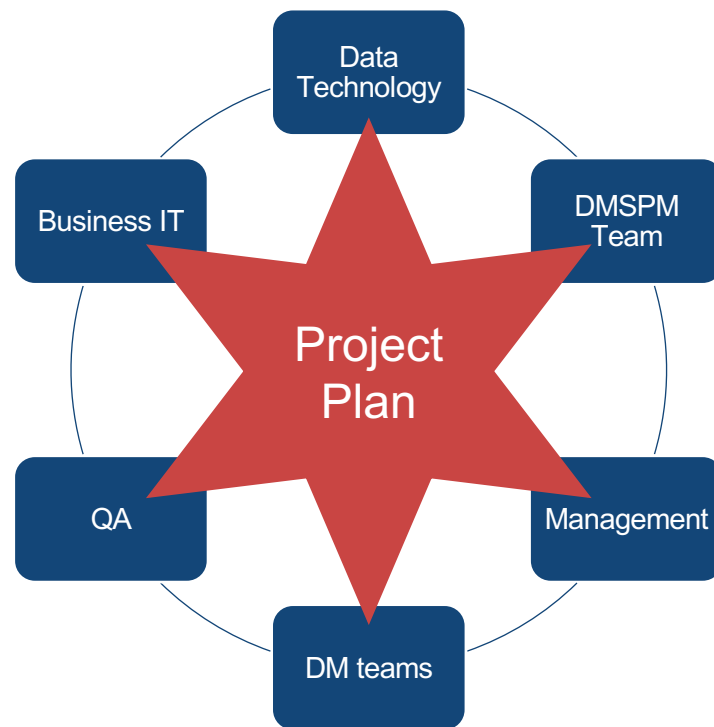 Data
Technology
Business IT
DMSPM
Team
Project
Plan
QA
Management
DM teams